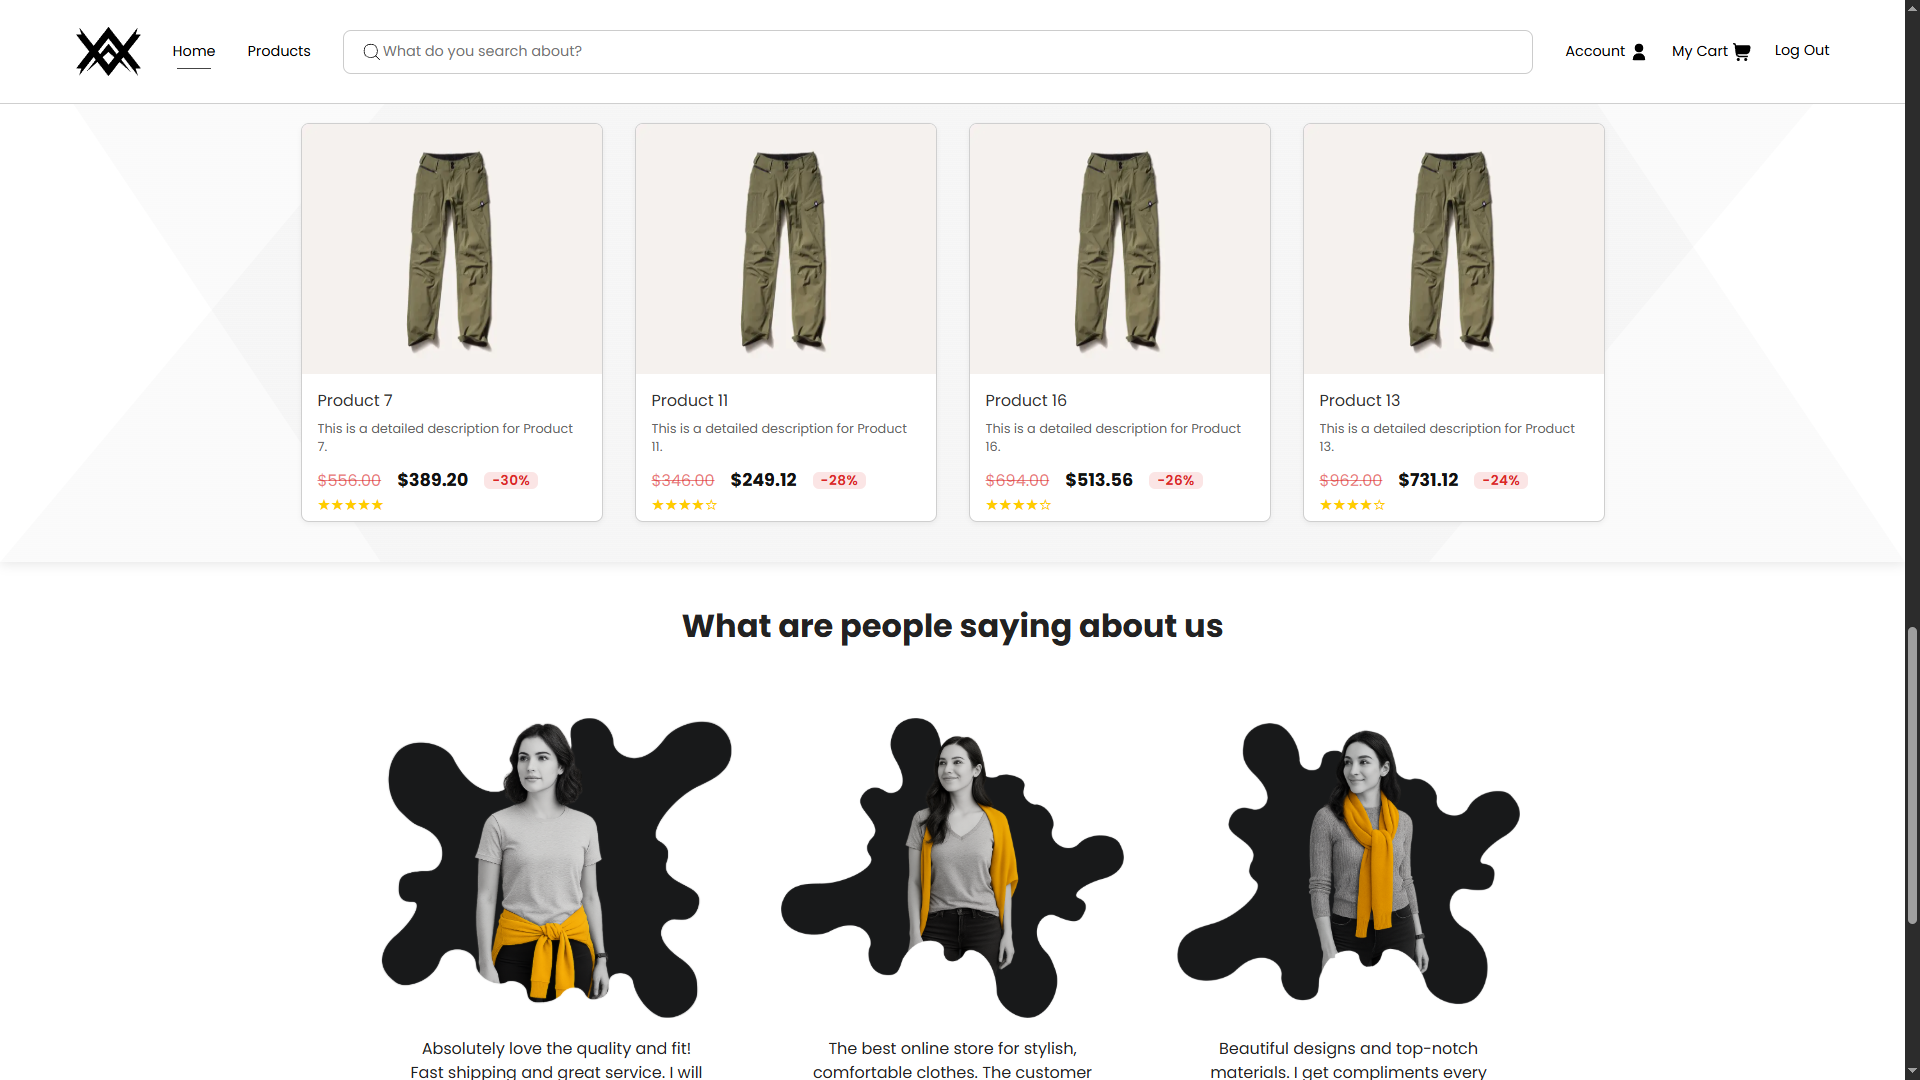 Home
Products
What do you search about?
Account
My Cart
Log Out
Product 7
This is a detailed description for Product
7.
$556.00 $389.20 -30%
★★★★★
Product 11
This is a detailed description for Product
11.
$346.00 $249.12 -28%
★★★★☆
Product 16
This is a detailed description for Product
16.
$694.00 $513.56 -26%
★★★★☆
Product 13
This is a detailed description for Product
13.
$962.00 $731.12 -24%
★★★★☆
What are people saying about us
Absolutely love the quality and fit!
Fast shipping and great service. I will
The best online store for stylish,
comfortable clothes. The customer
Beautiful designs and top-notch
materials. I get compliments every